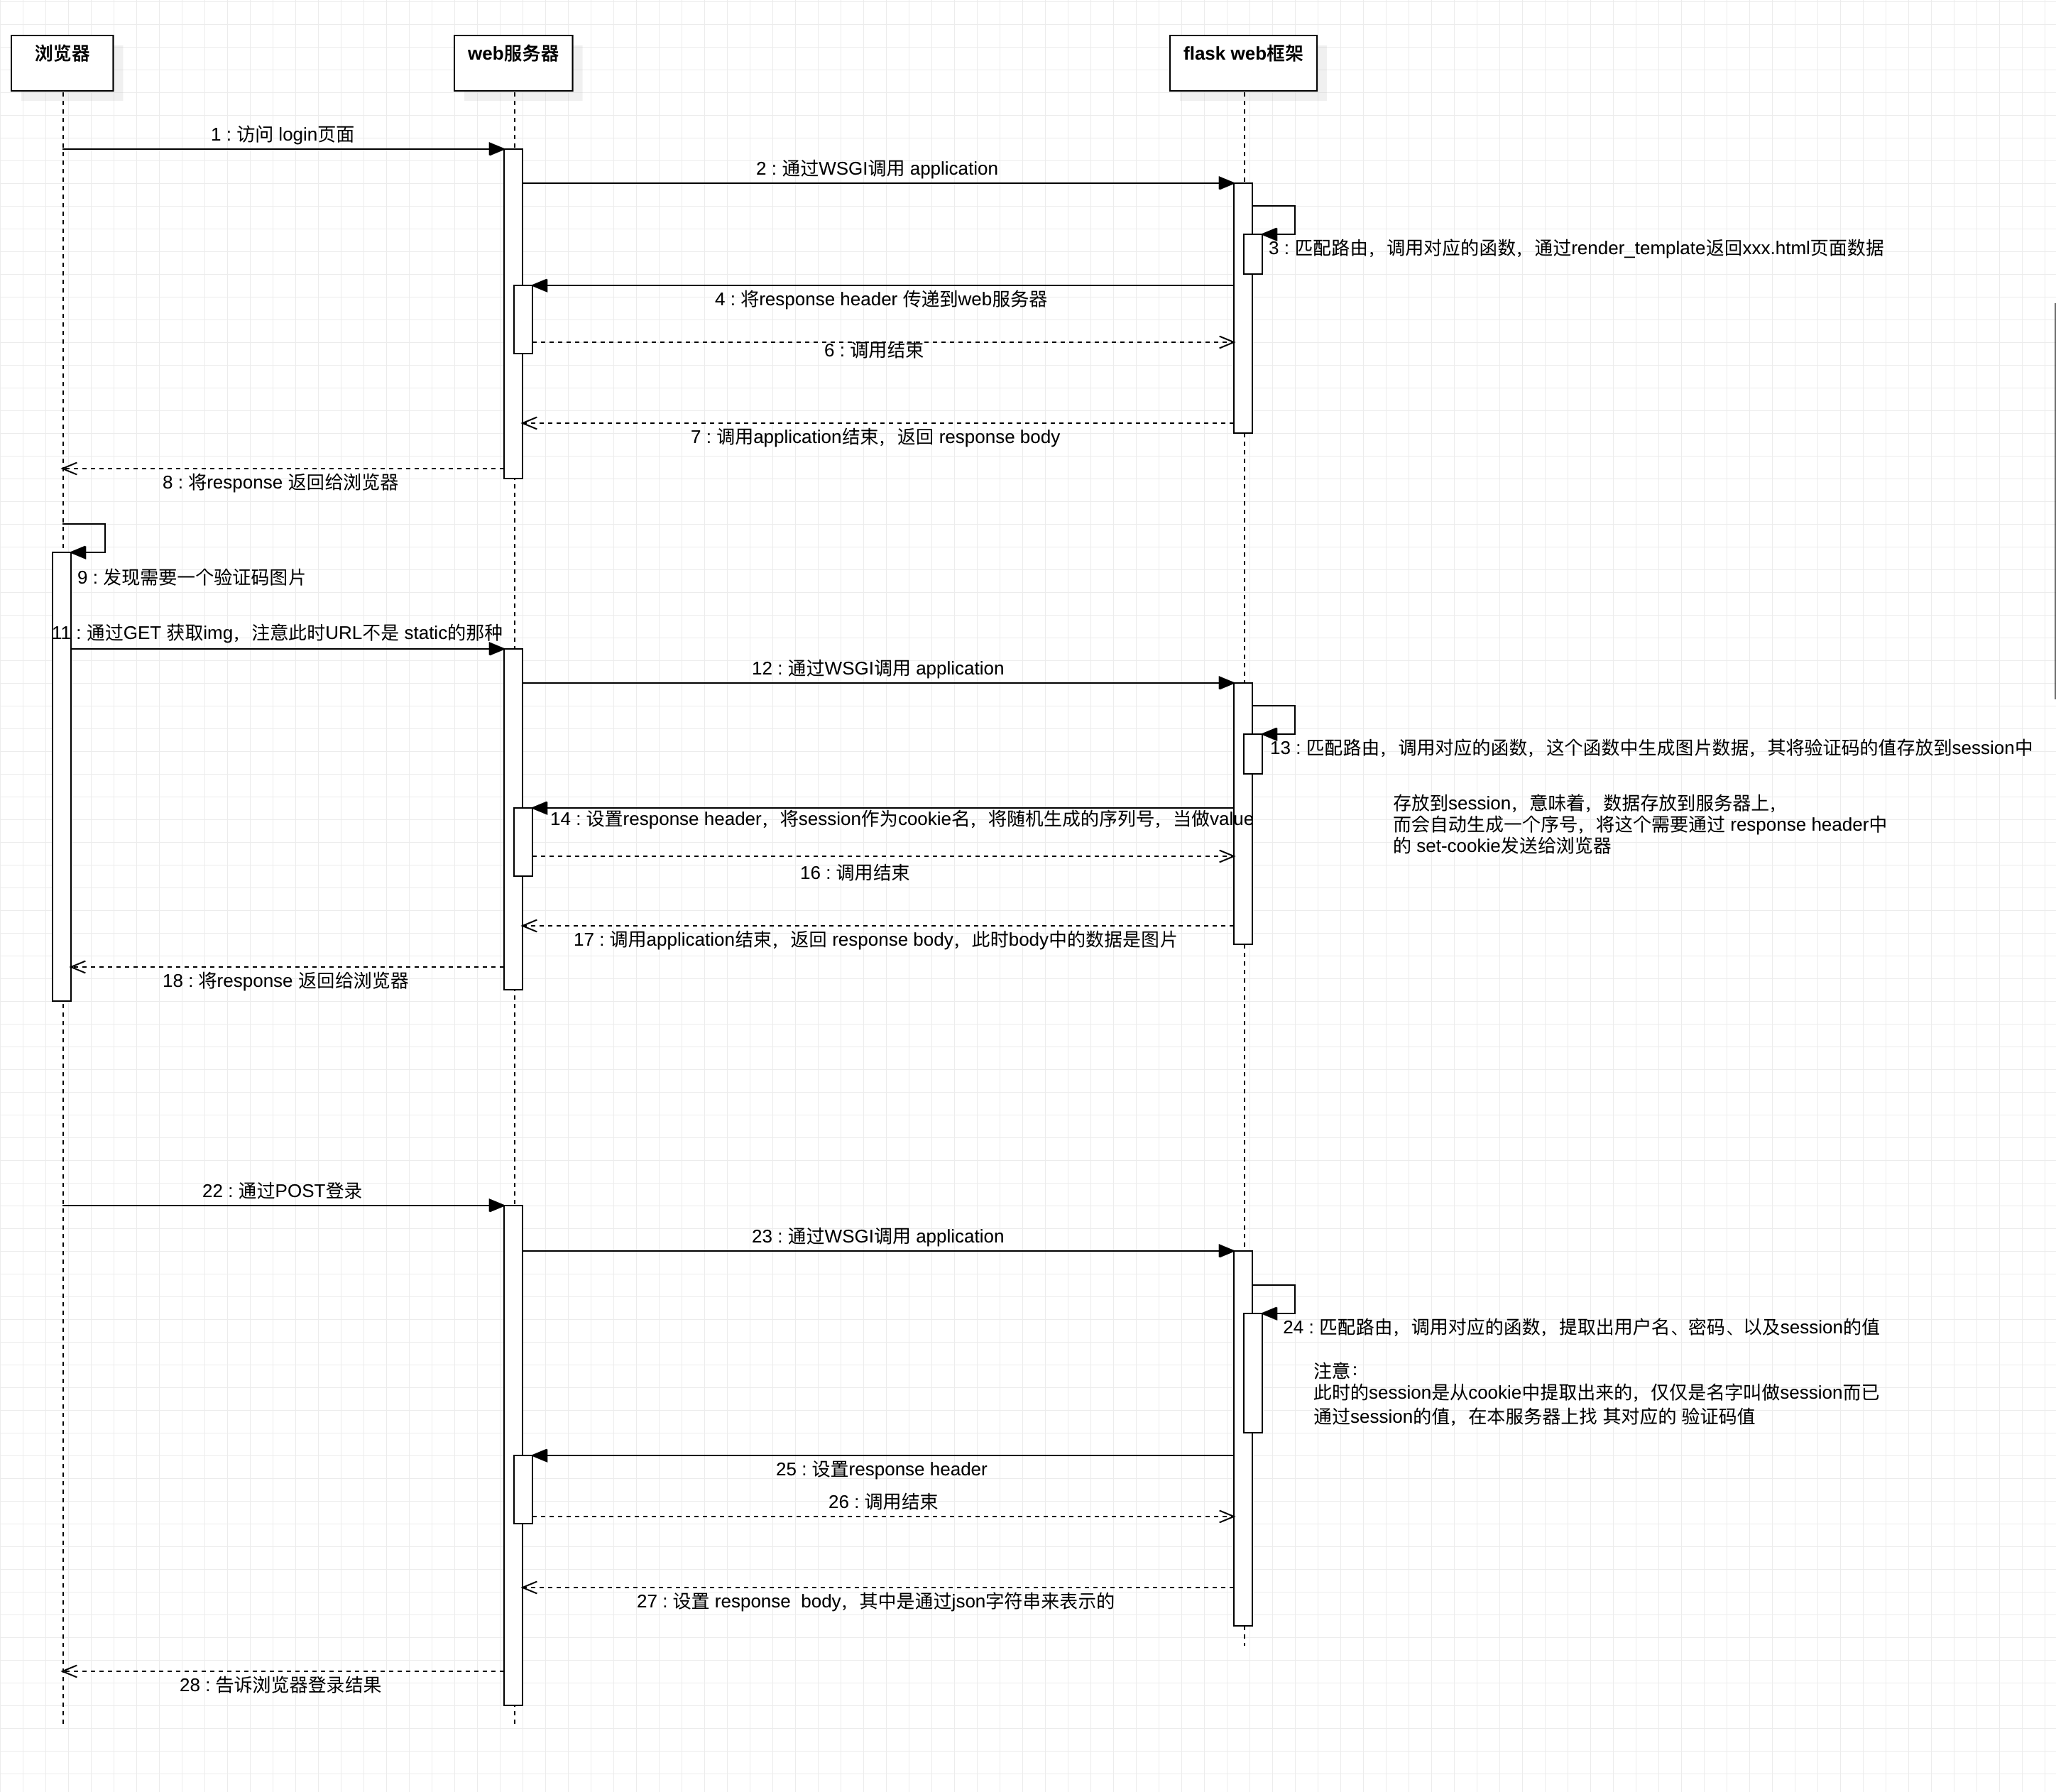 浏览器
web服务器
flask web框架
1 : 访问 login页面
2 : 通过WSGI调用 application
3 : 匹配路由，调用对应的函数，通过render_template返回xxx.html页面数据
4 : 将response header 传递到web服务器
6 : 调用结束
7 : 调用application结束，返回 response body
8 : 将response 返回给浏览器
9 : 发现需要一个验证码图片
11 : 通过GET 获取img，注意此时URL不是 static的那种
12 : 通过WSGI调用 application
13 : 匹配路由，调用对应的函数，这个函数中生成图片数据，其将验证码的值存放到session中
存放到session，意味着，数据存放到服务器上，
而会自动生成一个序号，将这个需要通过 response header中
的 set-cookie发送给浏览器
14 : 设置response header，将session作为cookie名，将随机生成的序列号，当做value
16 : 调用结束
17 : 调用application结束，返回 response body，此时body中的数据是图片
18 : 将response 返回给浏览器
22 : 通过POST登录
23 : 通过WSGI调用 application
24 : 匹配路由，调用对应的函数，提取出用户名、密码、以及session的值
注意：
此时的session是从cookie中提取出来的，仅仅是名字叫做session而已
通过session的值，在本服务器上找 其对应的 验证码值
25 : 设置response header
26 : 调用结束
27 : 设置 response  body，其中是通过json字符串来表示的
28 : 告诉浏览器登录结果